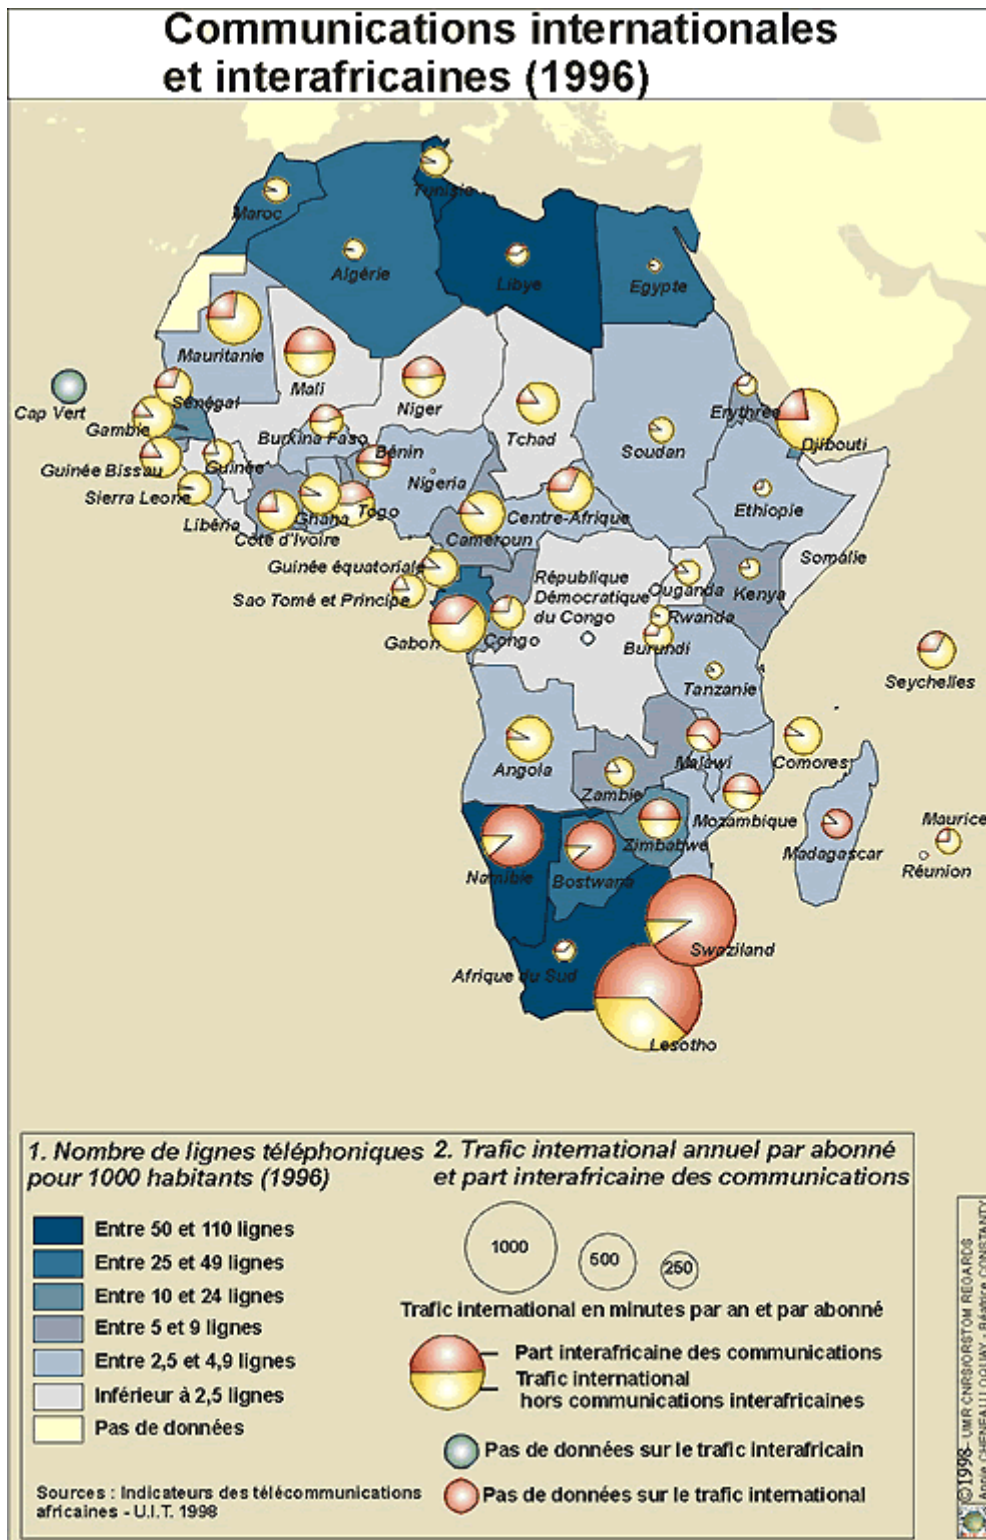 Communications internationales
et interafricaines (1996)
Tunisie
Maroc
Algérie
Libye
Egypte
Mauritanie
Mali
Niger
Tchad
Soudan
Erythrée
Djibouti
Cap Vert
Sénégal
Gambie
Guinée Bissau
Guinée
Sierra Leone
Libéria
Burkina Faso
Bénin
Nigeria
Côte d'Ivoire
Ghana
Togo
Cameroun
Centre-Afrique
Ethiopie
Somalie
Guinée équatoriale
Sao Tomé et Principe
Gabon
Congo
République
Démocratique
du Congo
Ouganda
Kenya
Rwanda
Burundi
Tanzanie
Seychelles
Angola
Zambie
Malawi
Comores
Mozambique
Zimbabwe
Madagascar
Maurice
Réunion
Namibie
Bostwana
Swaziland
Afrique du Sud
Lesotho
1. Nombre de lignes téléphoniques
pour 1000 habitants (1996)
Entre 50 et 110 lignes
Entre 25 et 49 lignes
Entre 10 et 24 lignes
Entre 5 et 9 lignes
Entre 2,5 et 4,9 lignes
Inférieur à 2,5 lignes
Pas de données
Sources : Indicateurs des télécommunications
africaines - U.I.T. 1998
2. Trafic international annuel par abonné
et part interafricaine des communications
1000
500
250
Trafic international en minutes par an et par abonné
Part interafricaine des communications
Trafic international
hors communications interafricaines
Pas de données sur le trafic interafricain
Pas de données sur le trafic international
©1998- UMR CNRS/ORSTOM REGARDS
Annie CHENEAU LOQUAY - Béatrice CONSTANTY